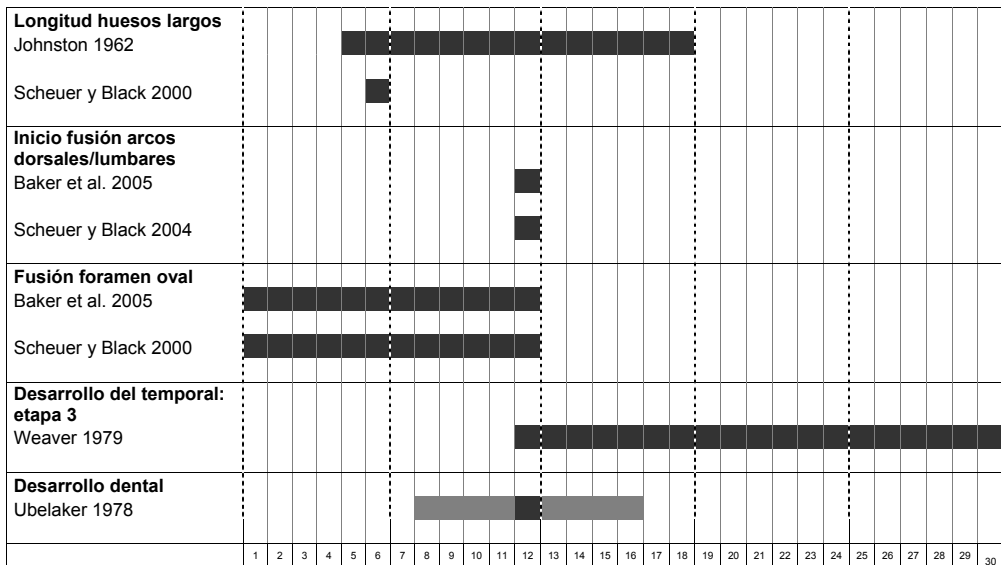 Longitud huesos largos
Johnston 1962
Scheuer y Black 2000
Inicio fusión arcos
dorsales/lumbares
Baker et al. 2005
Scheuer y Black 2004
Fusión foramen oval
Baker et al. 2005
Scheuer y Black 2000
Desarrollo del temporal:
etapa 3
Weaver 1979
Desarrollo dental
Ubelaker 1978
1 2 3 4 5 6 7 8 9 10 11 12 13 14 15 16 17 18 19 20 21 22 23 24 25 26 27 28 29 30